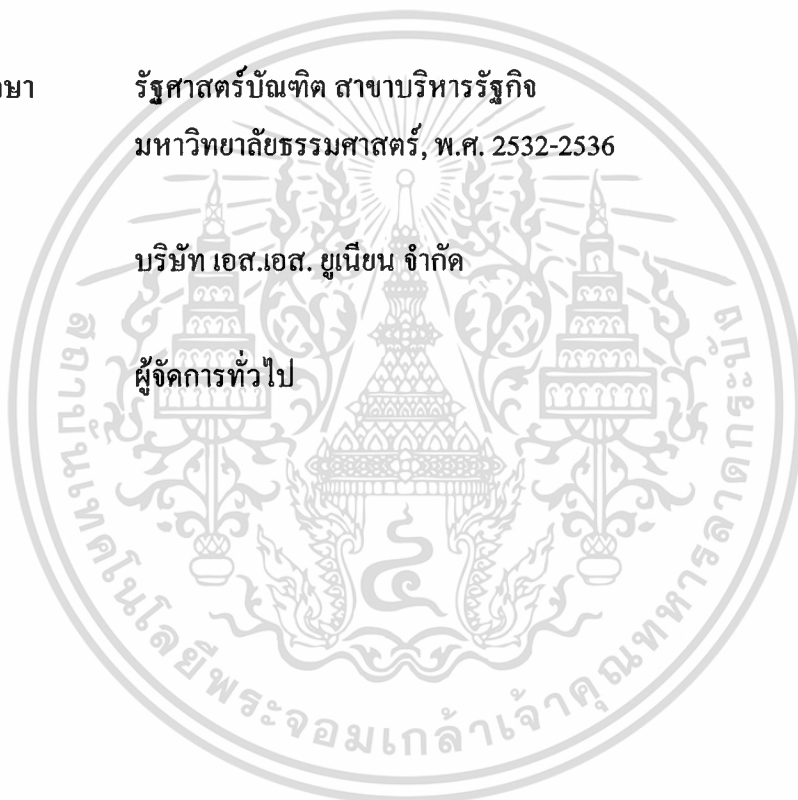 รัฐศาสตร์บัณฑิต สาขาบริหารรัฐกิจ
มหาวิทยาลัยธรรมศาสตร์, พ.ศ. 2532-2536
บริษัท เอส.เอส. ยูเนียน จำกัด
ผู้จัดการทั่วไป
สถาบันเทคโนโลยีพระจอมเกล้าเจ้าคุณทหารลาดกระบัง